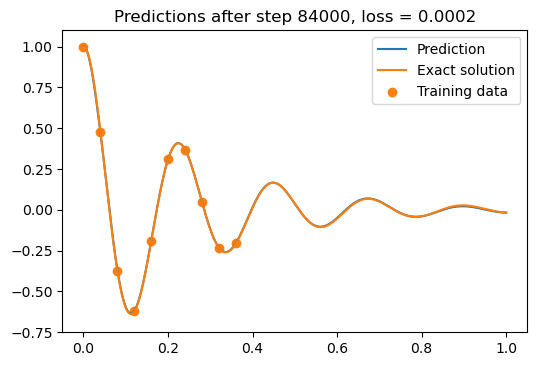 Predictions after step 84000, loss = 0.0002
Prediction
Exact solution
Training data
1.00
0.75
0.50
0.25
0.00
−0.25
−0.50
−0.75
0.0 0.2 0.4 0.6 0.8 1.0